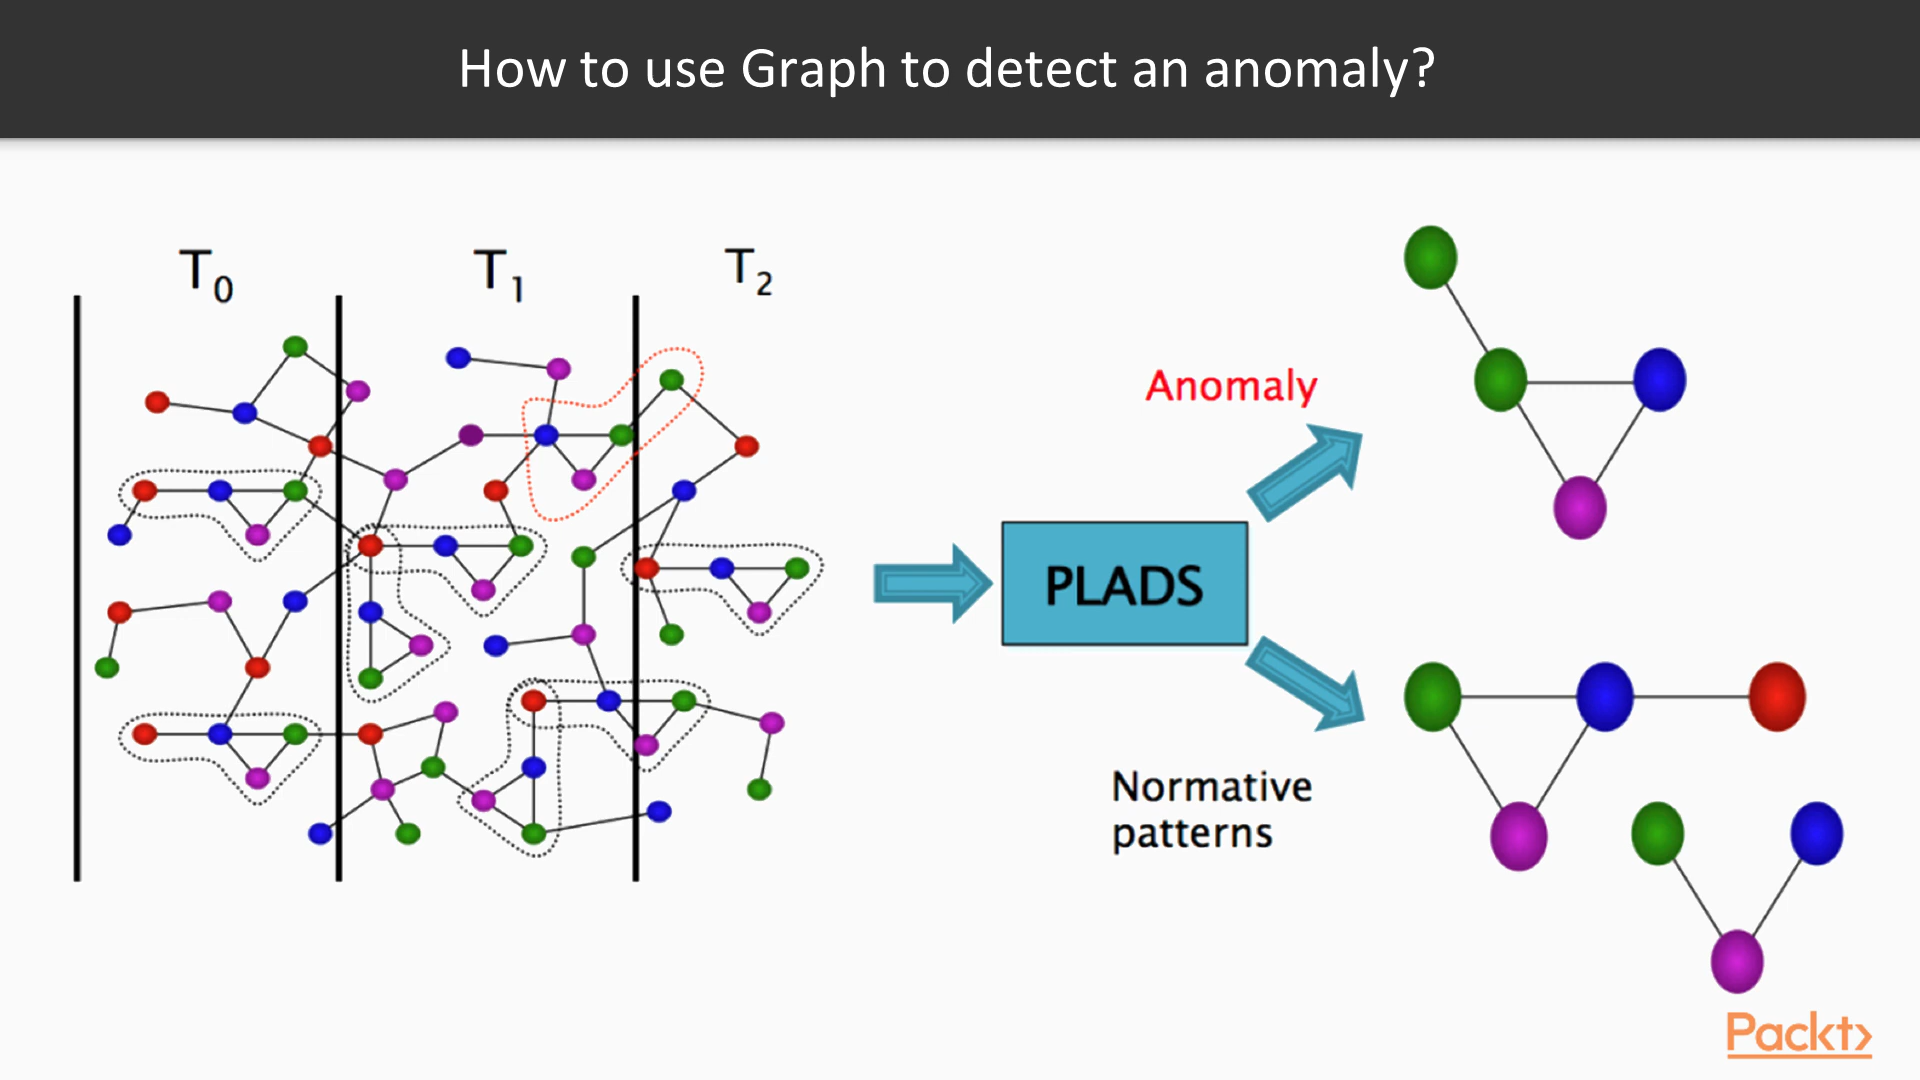 How to use Graph to detect an anomaly?
T0
T1
T2
Anomaly
PLADS
Normative
patterns
Packt>